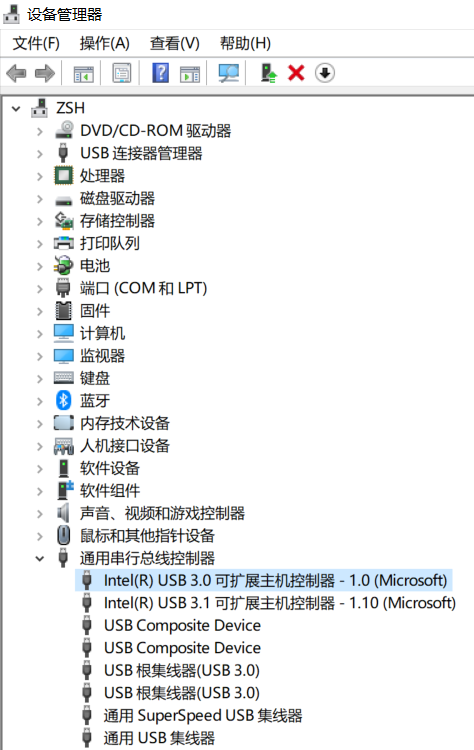 设备管理器
文件(F) 操作(A) 查看(V) 帮助(H)
ZSH
DVD/CD-ROM 驱动器
USB 连接器管理器
处理器
磁盘驱动器
存储控制器
打印队列
电池
端口 (COM 和 LPT)
固件
计算机
监视器
键盘
蓝牙
内存技术设备
人机接口设备
软件设备
软件组件
声音、视频和游戏控制器
鼠标和其他指针设备
通用串行总线控制器
Intel(R) USB 3.0 可扩展主机控制器 - 1.0 (Microsoft)
Intel(R) USB 3.1 可扩展主机控制器 - 1.10 (Microsoft)
USB Composite Device
USB Composite Device
USB 根集线器(USB 3.0)
USB 根集线器(USB 3.0)
通用 SuperSpeed USB 集线器
通用 USB 集线器